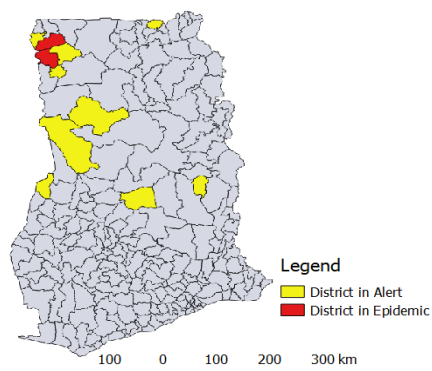 Legend
District in Alert
District in Epidemic
100 0 100 200 300 km